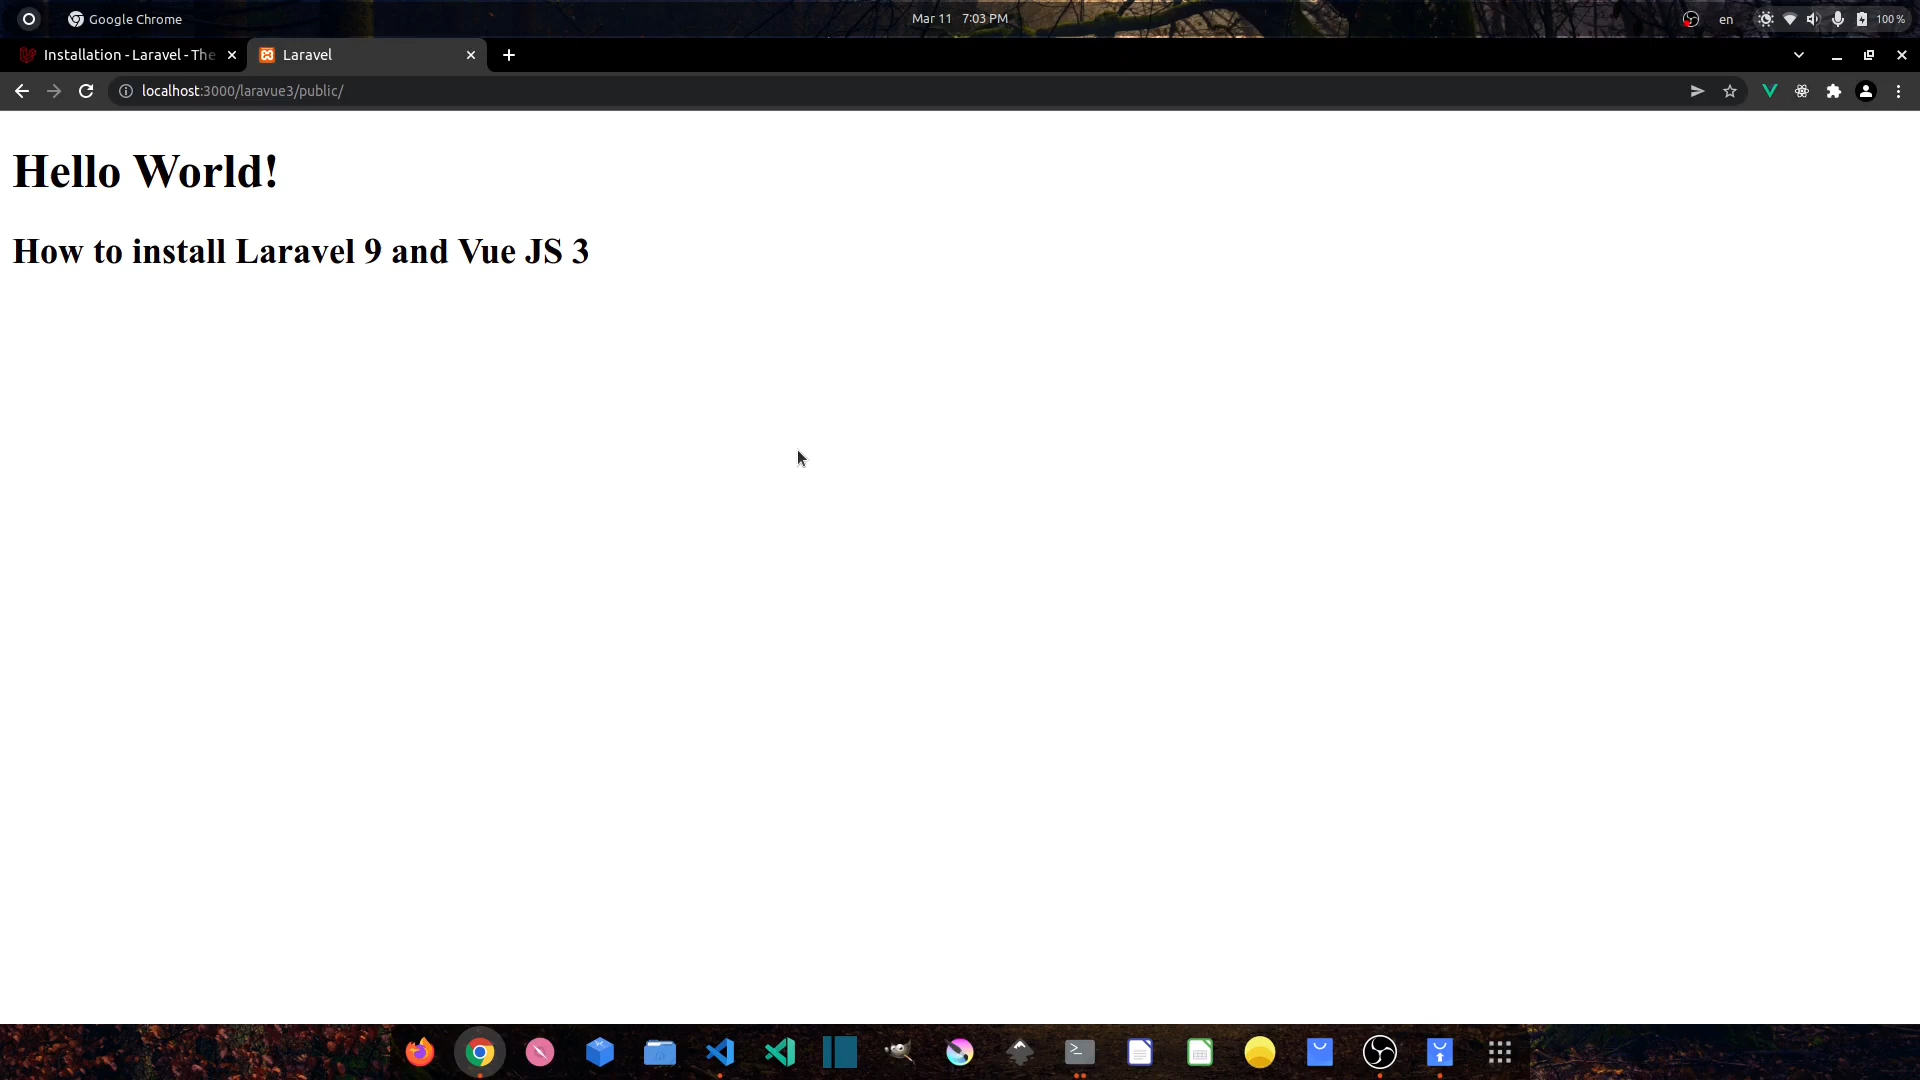 Google Chrome
Mar 11 7:03 PM
en
100 %
Installation - Laravel - The
Laravel
localhost:3000/laravue3/public/
Hello World!
How to install Laravel 9 and Vue JS 3